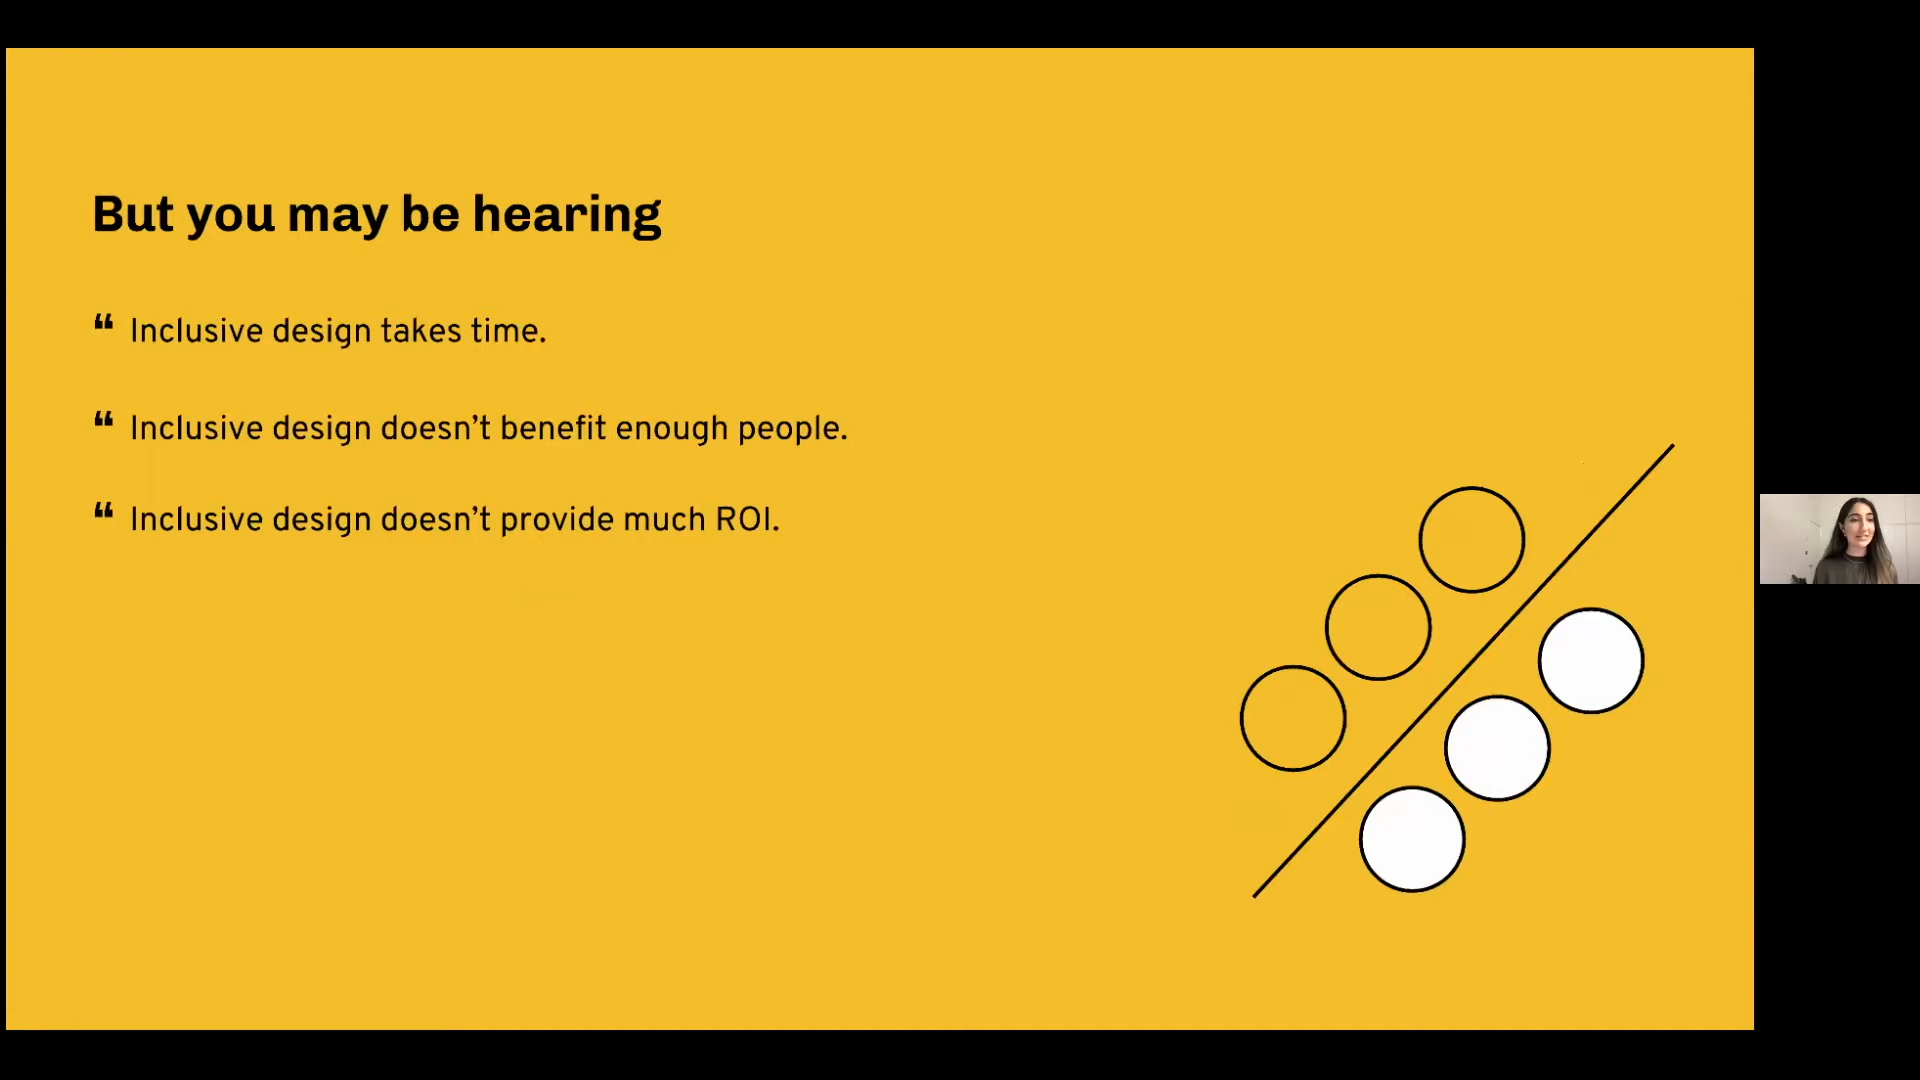 But you may be hearing
❝ Inclusive design takes time.
❝ Inclusive design doesn’t benefit enough people.
❝ Inclusive design doesn’t provide much ROI.